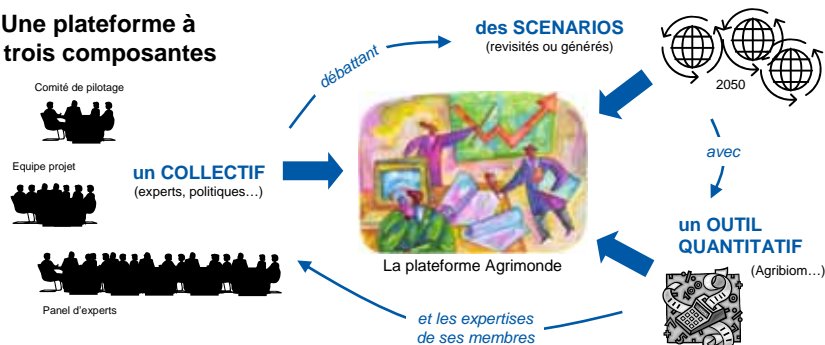 Une plateforme à
trois composantes
Comité de pilotage
Equipe projet
Panel d'experts
un COLLECTIF
(experts, politiques…)
débattant
des SCENARIOS
(revisités ou générés)
2050
avec
un OUTIL
QUANTITATIF
(Agribiom…)
et les expertises
de ses membres
La plateforme Agrimonde